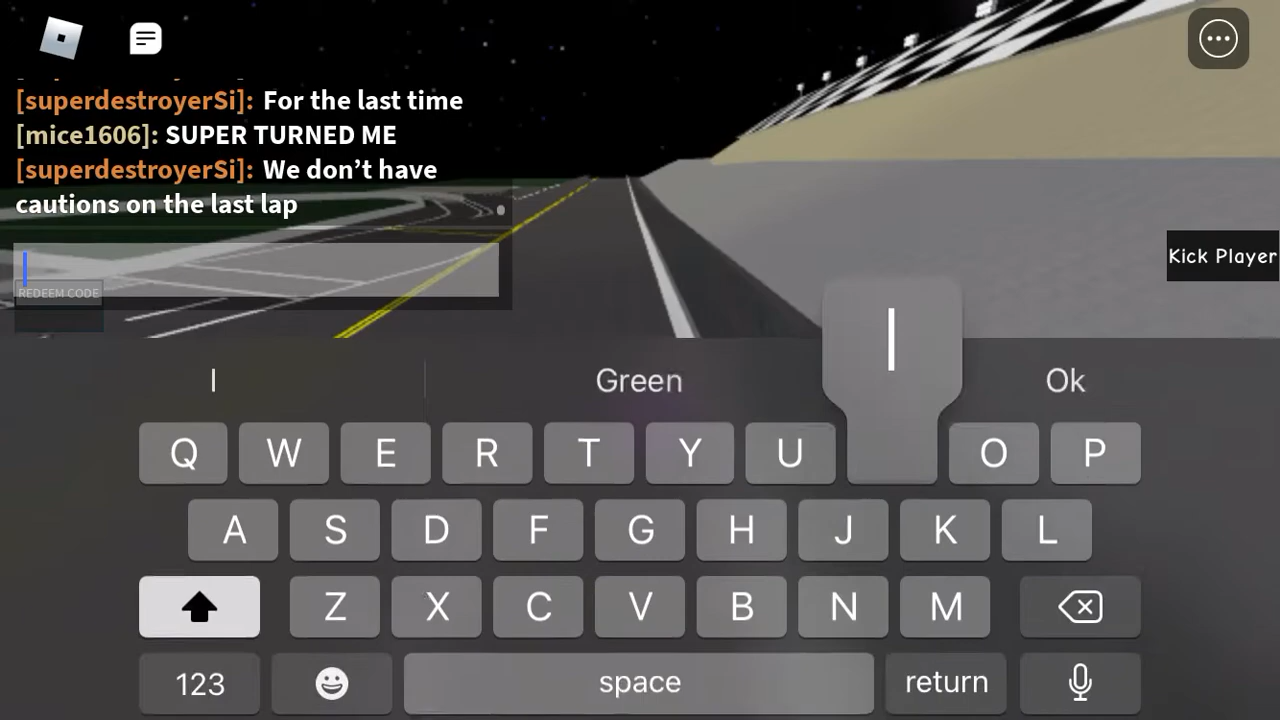 [superdestroyerSi]: For the last time
[mice1606]: SUPER TURNED ME
[superdestroyerSi]: We don’t have
cautions on the last lap
REDEEM CODE
Kick Player
I
I Green Ok
Q W E R T Y U O P
A S D F G H J K L
Z X C V B N M
123 space return